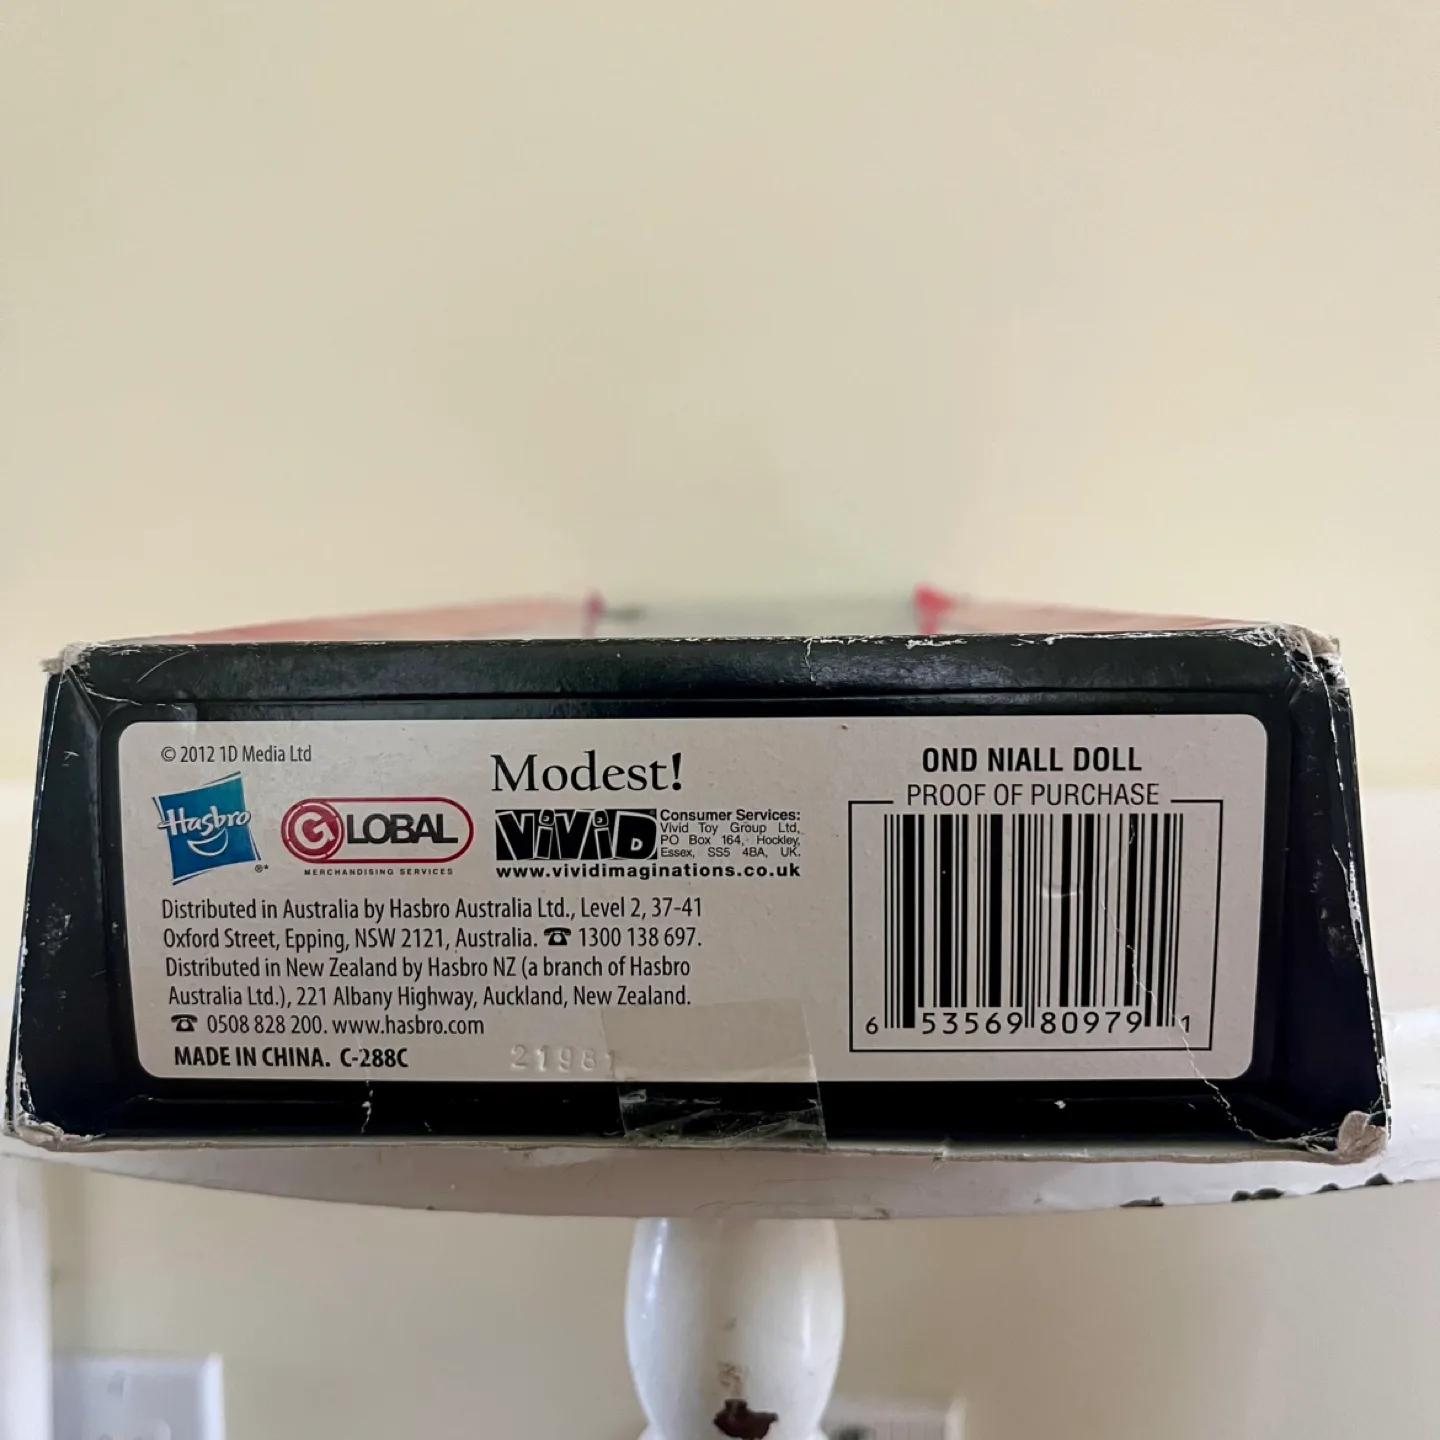 © 2012 1D Media Ltd
Hasbro
®*
GLOBAL
MERCHANDISING SERVICES
Modest!
ViViD
Consumer Services:
Vivid Toy Group Ltd,
PO Box 164, Hockley,
Essex, SS5 4BA, UK.
www.vividimaginations.co.uk
Distributed in Australia by Hasbro Australia Ltd., Level 2, 37-41
Oxford Street, Epping, NSW 2121, Australia. ☎ 1300 138 697.
Distributed in New Zealand by Hasbro NZ (a branch of Hasbro
Australia Ltd.), 221 Albany Highway, Auckland, New Zealand.
☎ 0508 828 200. www.hasbro.com
MADE IN CHINA. C-288C
21981
OND NIALL DOLL
PROOF OF PURCHASE
6 53569 80979 1